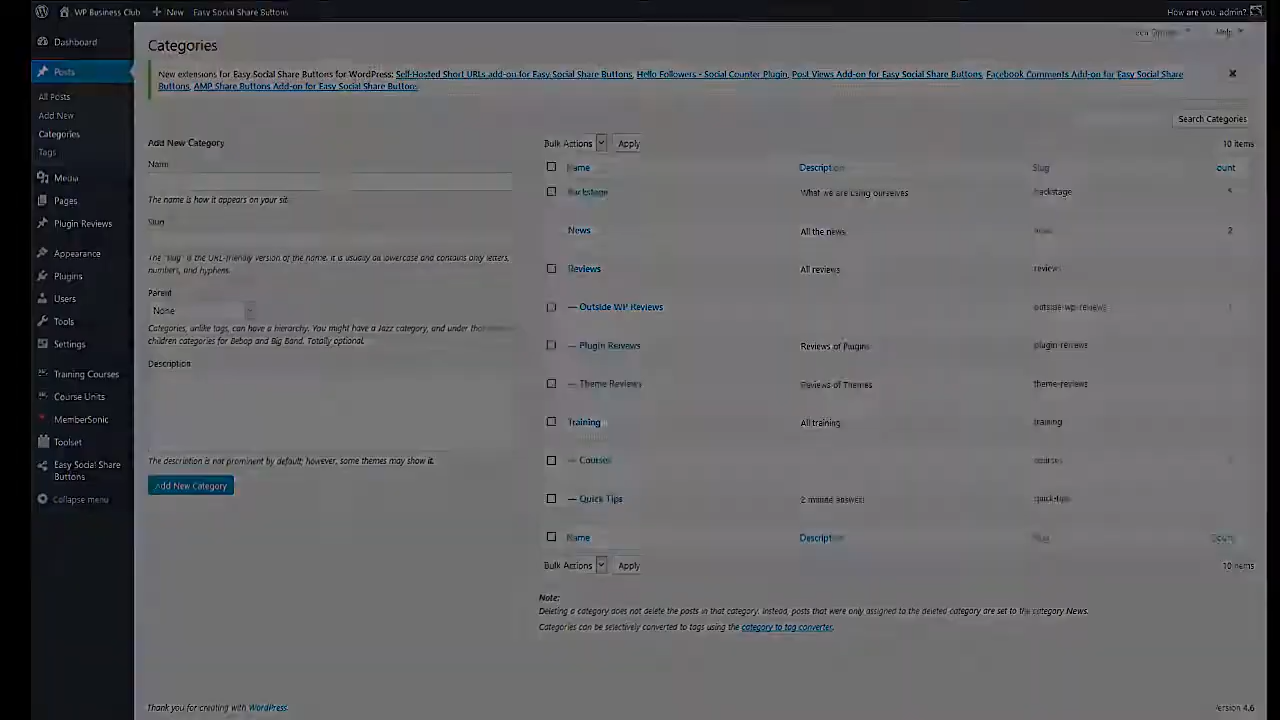 WP Business Club New Easy Social Share Buttons How are you, admin?
Dashboard
Posts
All Posts
Add New
Categories
Tags
Media
Pages
Plugin Reviews
Appearance
Plugins
Users
Tools
Settings
Training Courses
Course Units
MemberSonic
Toolset
Easy Social Share
Buttons
Collapse menu
Categories
Help
New extensions for Easy Social Share Buttons for WordPress: Self-Hosted Short URLs add-on for Easy Social Share Buttons, Hello Followers - Social Counter Plugin, Post Views Add-on for Easy Social Share Buttons, Facebook Comments Add-on for Easy Social Share
Buttons, AMP Share Buttons Add-on for Easy Social Share Buttons.
Search Categories
Add New Category
Name
The name is how it appears on your site.
Slug
The "slug" is the URL-friendly version of the name. It is usually all lowercase and contains only letters,
numbers, and hyphens.
Parent
None
Categories, unlike tags, can have a hierarchy. You might have a Jazz category, and under that
children categories for Bebop and Big Band. Totally optional.
Description
The description is not prominent by default; however, some themes may show it.
Add New Category
Bulk Actions Apply 10 items
Name Description Slug Count
Backstage What we are using ourselves backstage 5
News All the news news 2
Reviews All reviews reviews
— Outside WP Reviews outside-wp-reviews
— Plugin Reviews Reviews of Plugins plugin-reviews
— Theme Reviews Reviews of Themes theme-reviews
Training All training training
— Courses courses
— Quick Tips 2 minute answers! quick-tips
Name Description Slug Count
Bulk Actions Apply 10 items
Note:
Deleting a category does not delete the posts in that category. Instead, posts that were only assigned to the deleted category are set to the category News.
Categories can be selectively converted to tags using the category to tag converter.
Thank you for creating with WordPress. Version 4.6